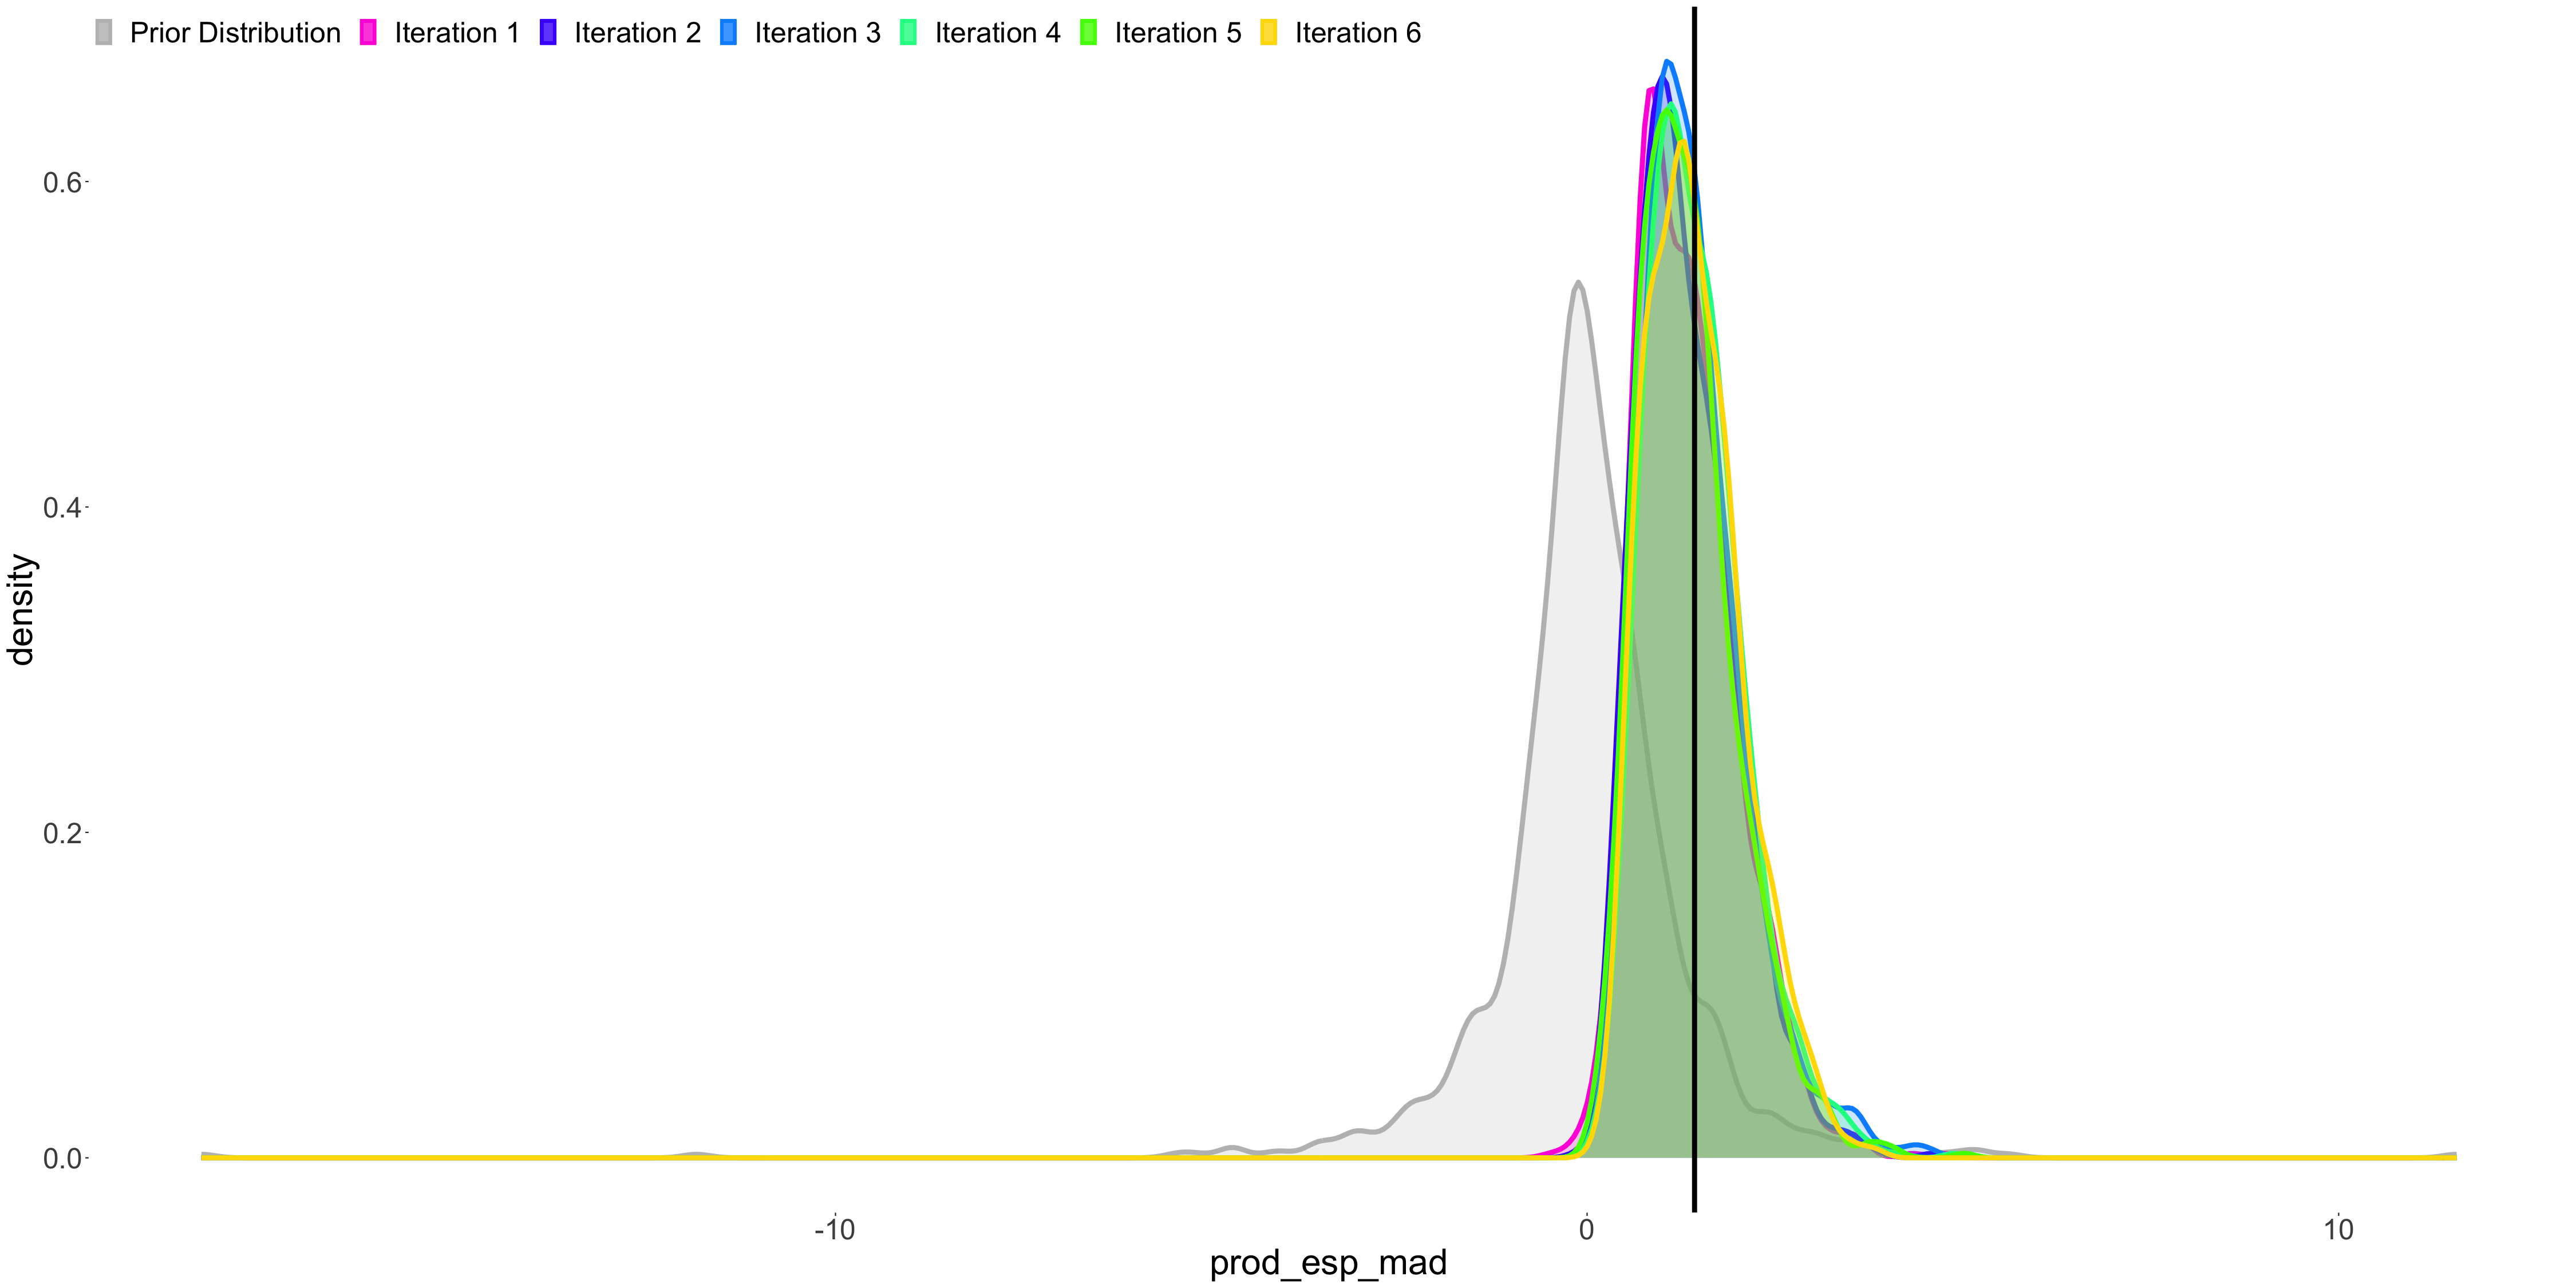 Prior Distribution Iteration 1 Iteration 2 Iteration 3 Iteration 4 Iteration 5 Iteration 6
0.6
0.4
0.2
0.0
density
-10 0 10
prod_esp_mad